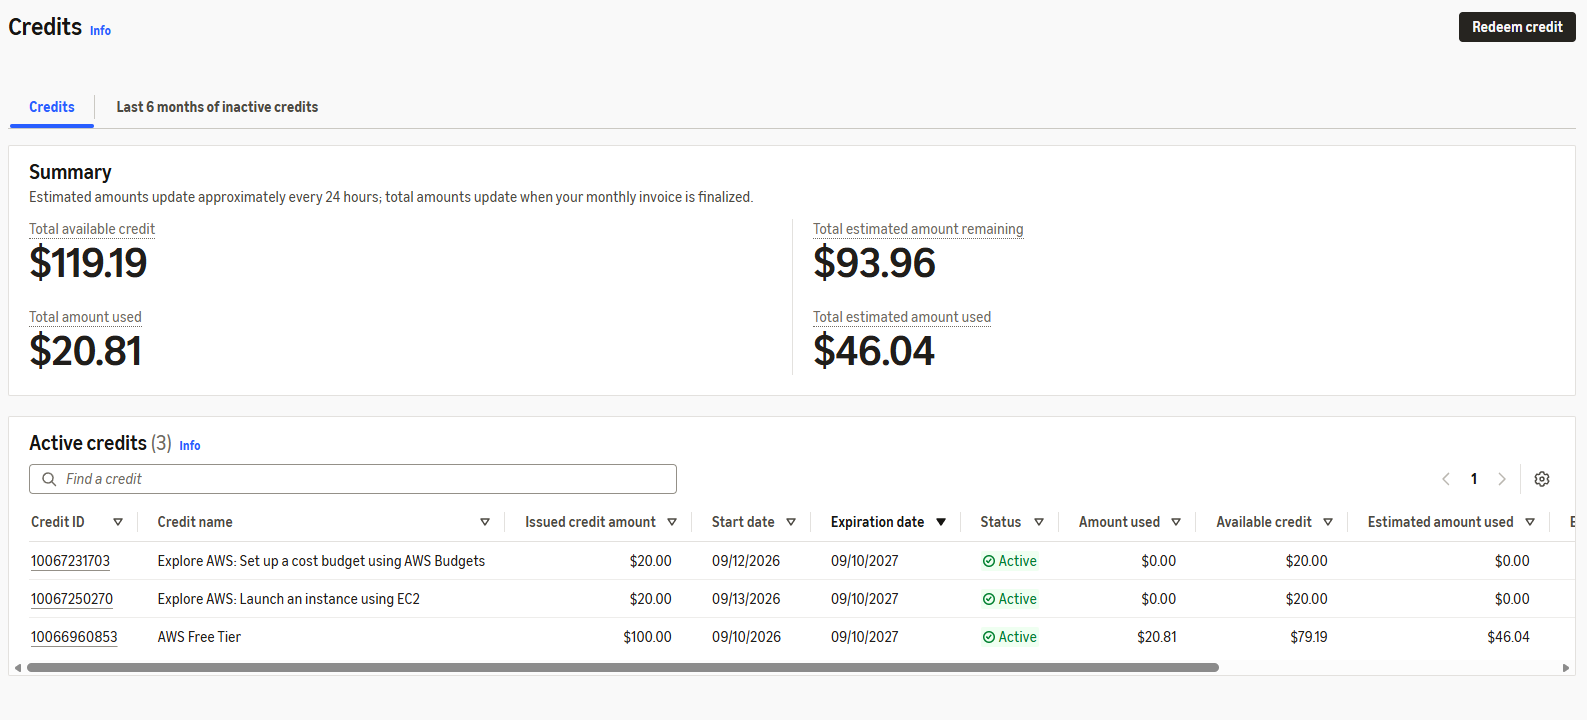 Credits Info
Redeem credit
Credits
Last 6 months of inactive credits
Summary
Estimated amounts update approximately every 24 hours; total amounts update when your monthly invoice is finalized.
Total available credit
$119.19
Total estimated amount remaining
$93.96
Total amount used
$20.81
Total estimated amount used
$46.04
Active credits (3) Info
Find a credit
1
Credit ID Credit name Issued credit amount Start date Expiration date Status Amount used Available credit Estimated amount used
10067231703 Explore AWS: Set up a cost budget using AWS Budgets $20.00 09/12/2026 09/10/2027 Active $0.00 $20.00 $0.00
10067250270 Explore AWS: Launch an instance using EC2 $20.00 09/13/2026 09/10/2027 Active $0.00 $20.00 $0.00
10066960853 AWS Free Tier $100.00 09/10/2026 09/10/2027 Active $20.81 $79.19 $46.04